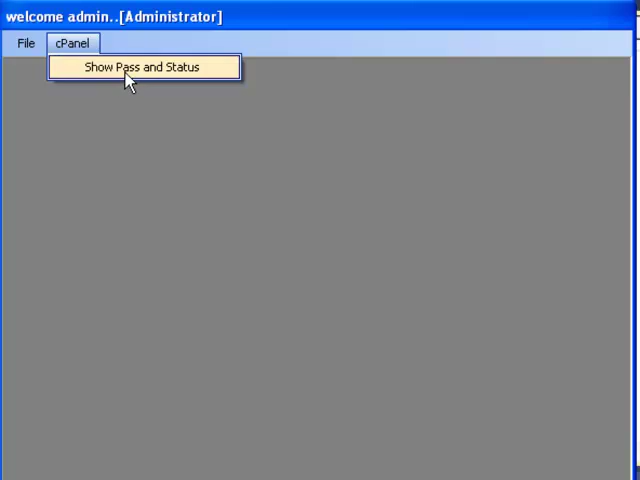 welcome admin..[Administrator]
File cPanel
Show Pass and Status